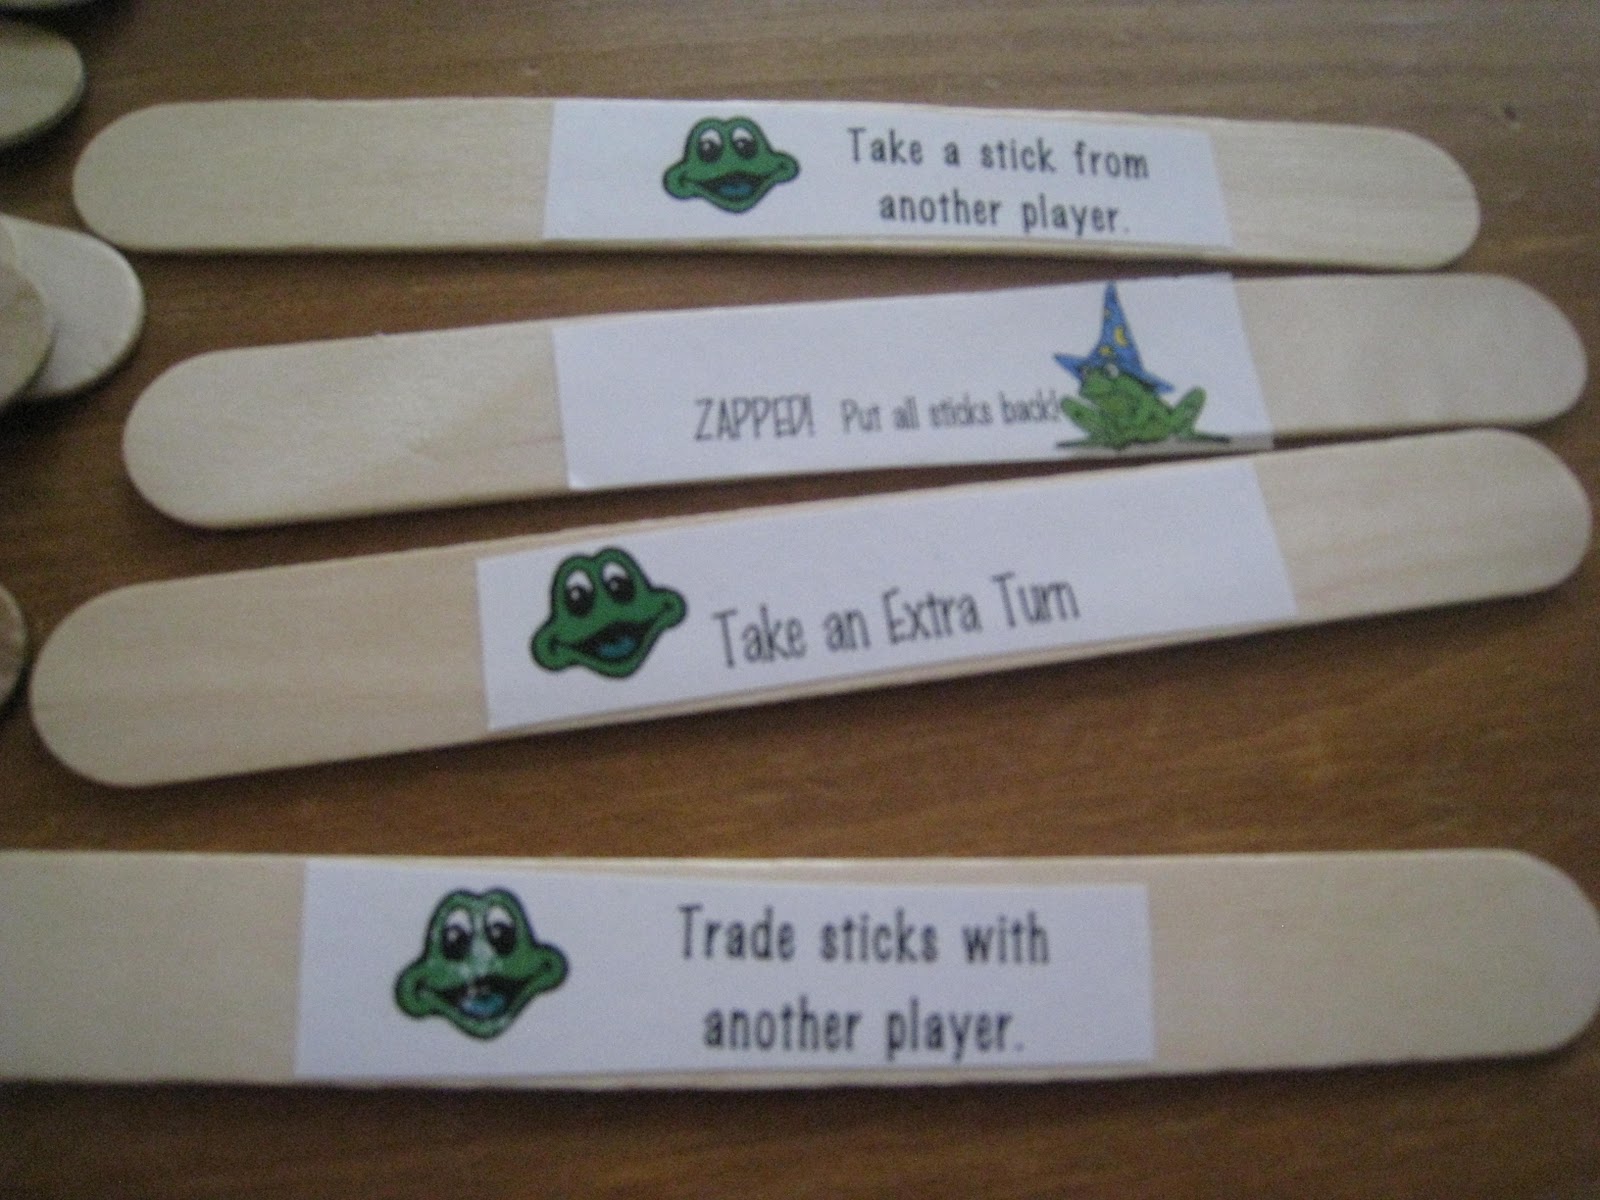 Take a stick from
another player.
ZAPPED! Put all sticks back!
Take an Extra Turn
Trade sticks with
another player.